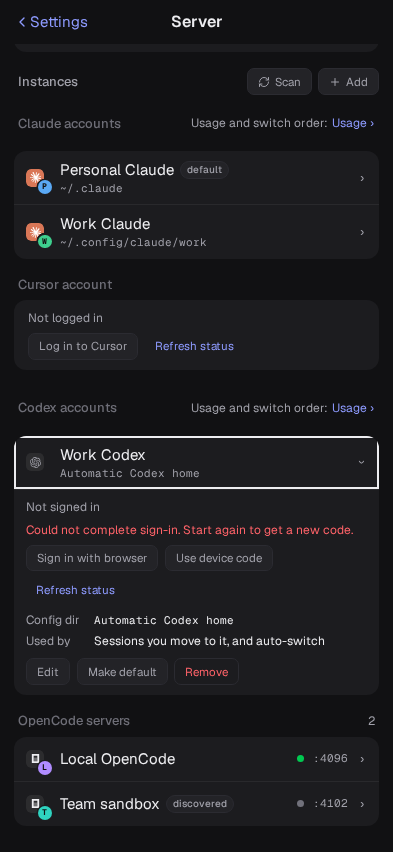 Settings
Server
Instances
Scan
Add
Claude accounts
Usage and switch order: Usage ›
Personal Claude default
P
~/.claude
Work Claude
W
~/.config/claude/work
Cursor account
Not logged in
Log in to Cursor
Refresh status
Codex accounts
Usage and switch order: Usage ›
Work Codex
Automatic Codex home
Not signed in
Could not complete sign-in. Start again to get a new code.
Sign in with browser
Use device code
Refresh status
Config dir Automatic Codex home
Used by Sessions you move to it, and auto-switch
Edit
Make default
Remove
OpenCode servers 2
Local OpenCode :4096
L
Team sandbox discovered :4102
T